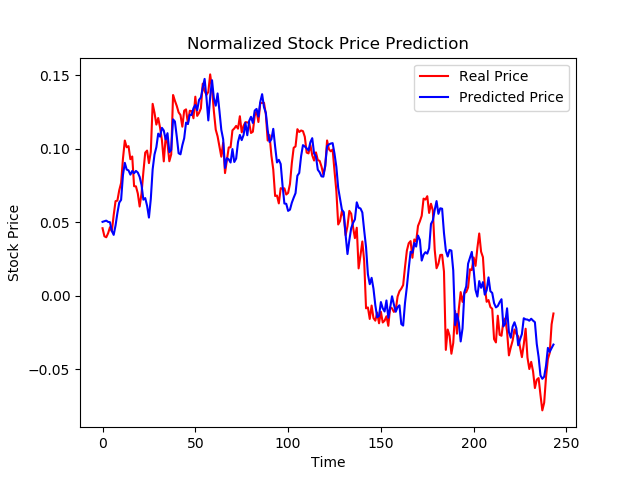 Normalized Stock Price Prediction
Real Price
Predicted Price
Stock Price
0.15
0.10
0.05
0.00
−0.05
0
50
100
150
200
250
Time